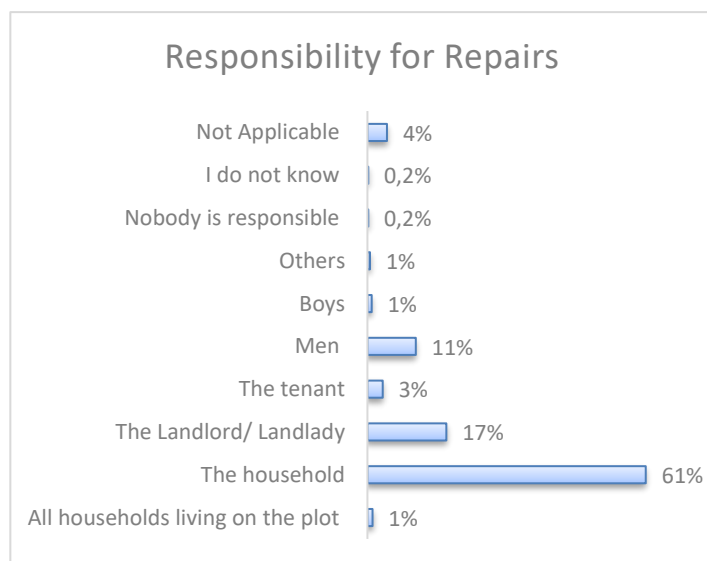 Responsibility for Repairs
Not Applicable 4%
I do not know 0,2%
Nobody is responsible 0,2%
Others 1%
Boys 1%
Men 11%
The tenant 3%
The Landlord/ Landlady 17%
The household 61%
All households living on the plot 1%